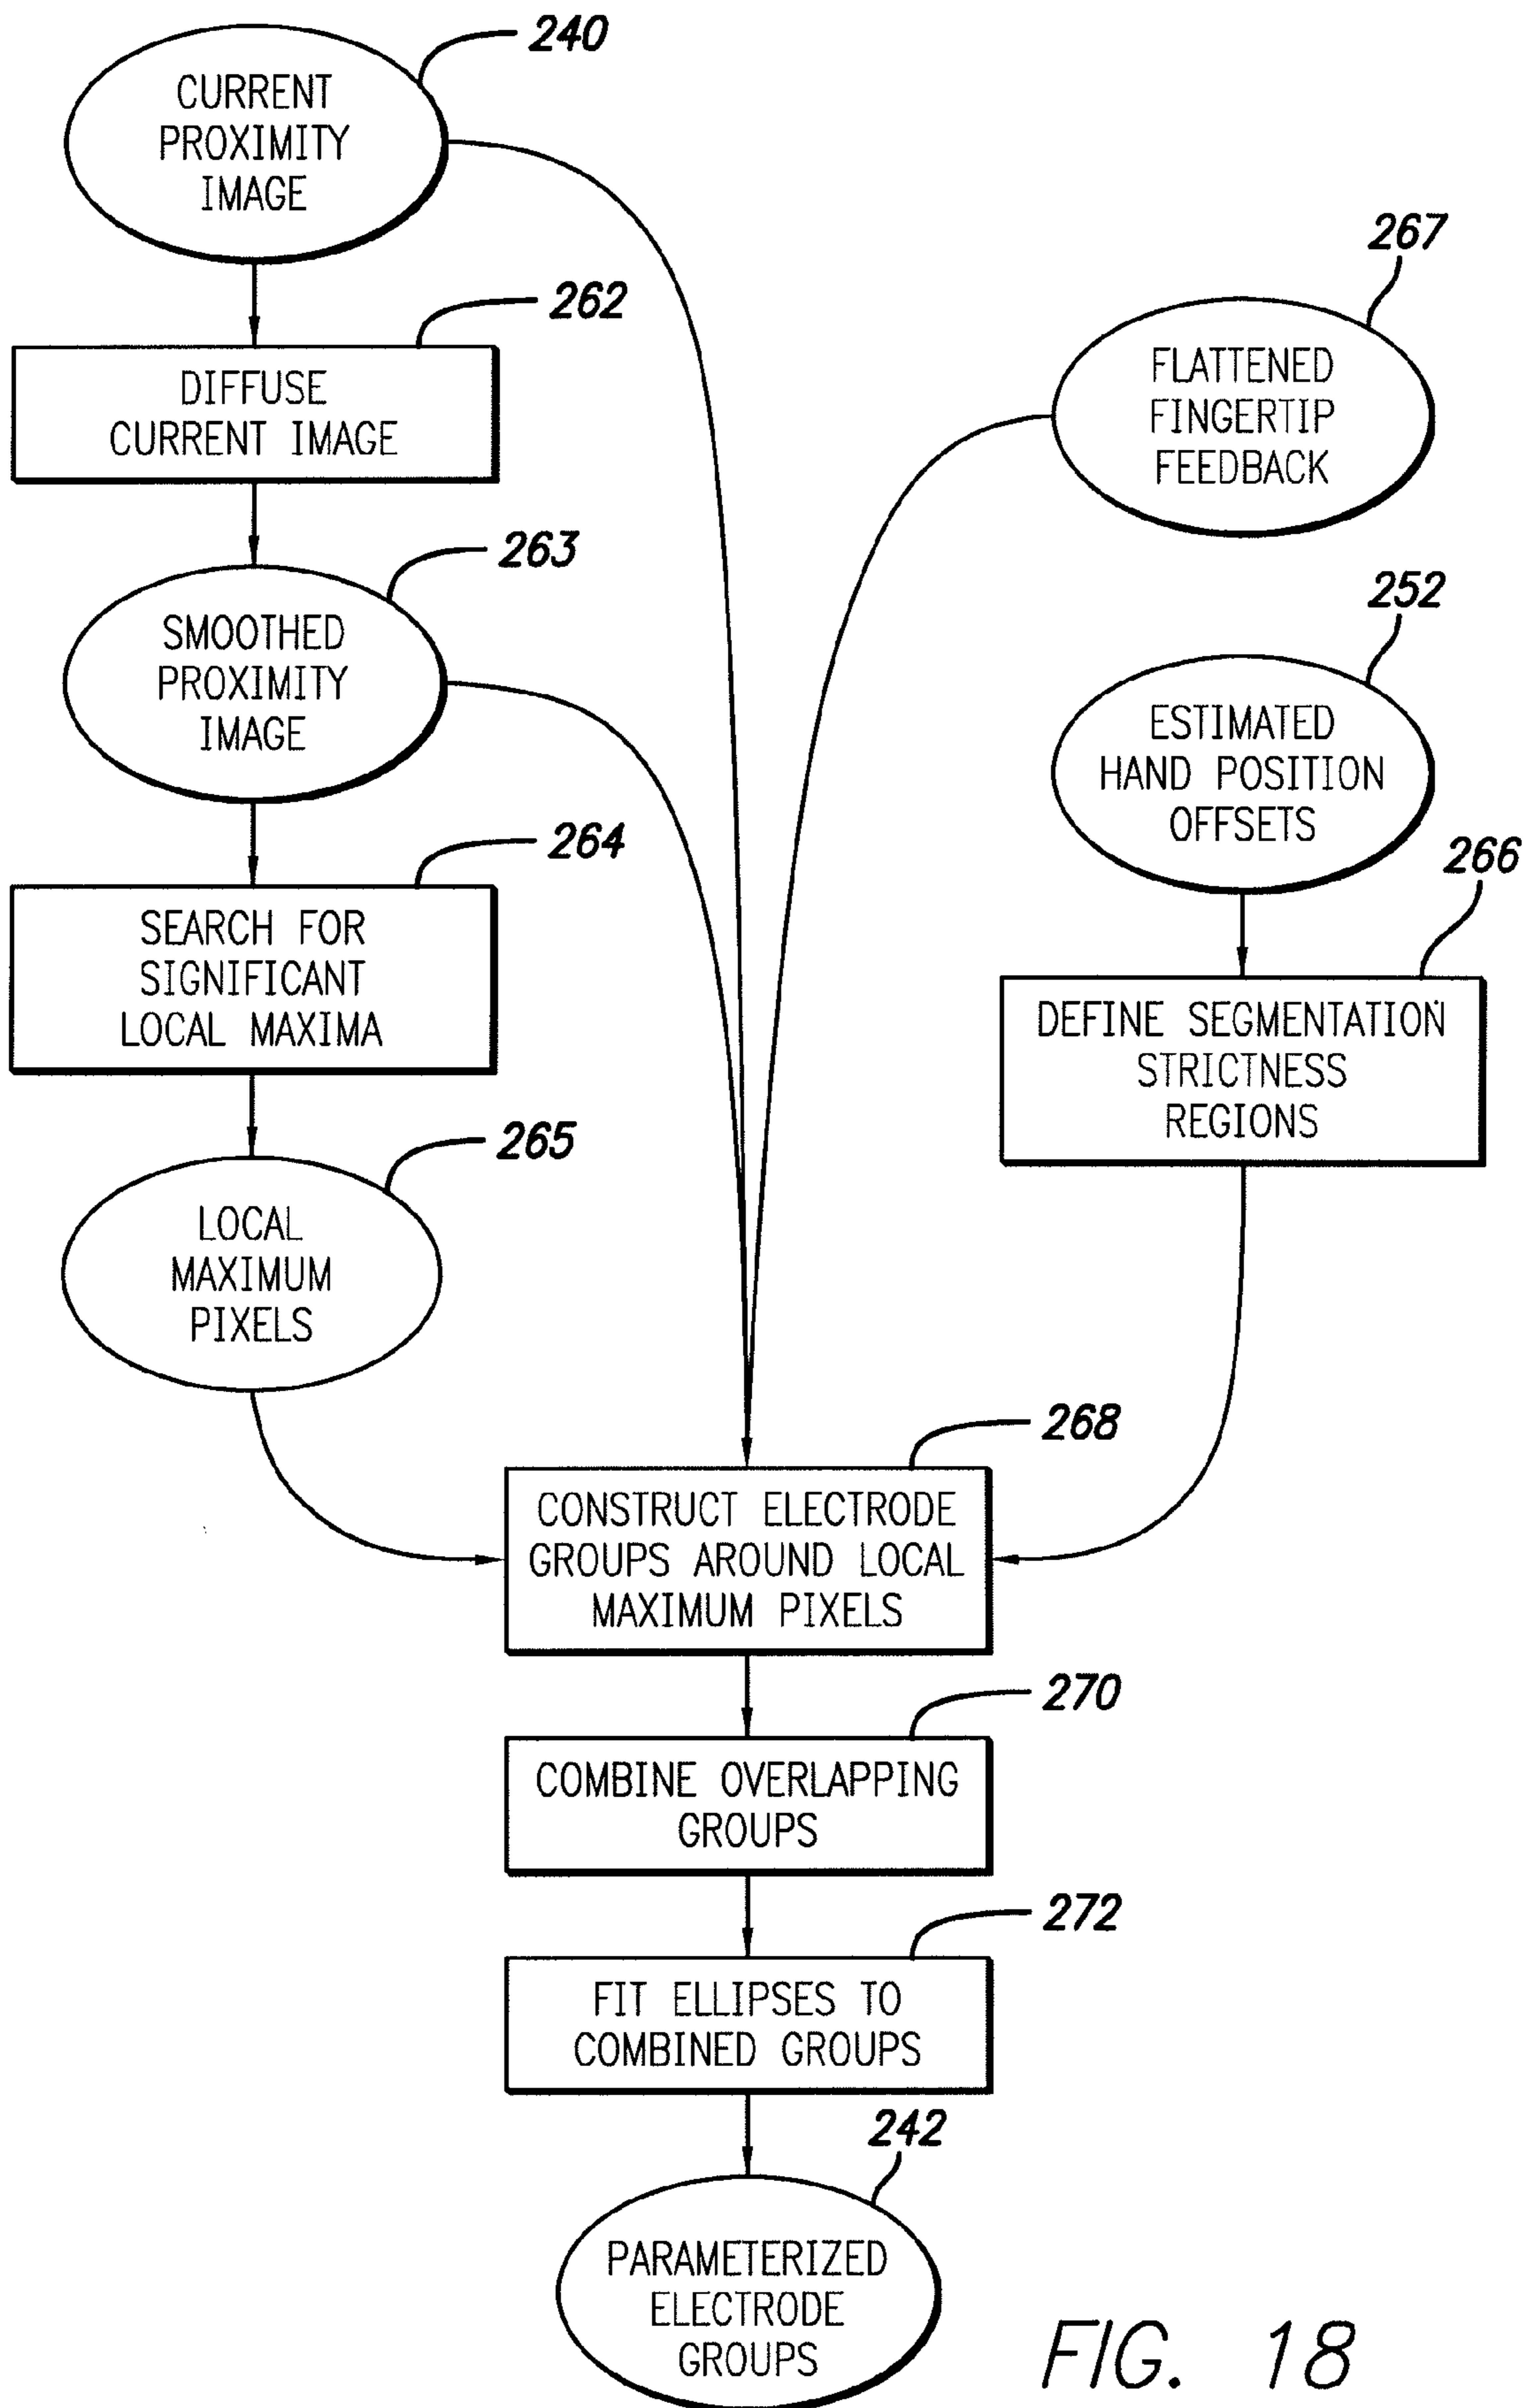 240
CURRENT
PROXIMITY
IMAGE
262
DIFFUSE
CURRENT IMAGE
263
SMOOTHED
PROXIMITY
IMAGE
264
SEARCH FOR
SIGNIFICANT
LOCAL MAXIMA
265
LOCAL
MAXIMUM
PIXELS
267
FLATTENED
FINGERTIP
FEEDBACK
252
ESTIMATED
HAND POSITION
OFFSETS
266
DEFINE SEGMENTATION
STRICTNESS
REGIONS
268
CONSTRUCT ELECTRODE
GROUPS AROUND LOCAL
MAXIMUM PIXELS
270
COMBINE OVERLAPPING
GROUPS
272
FIT ELLIPSES TO
COMBINED GROUPS
242
PARAMETERIZED
ELECTRODE
GROUPS
FIG. 18